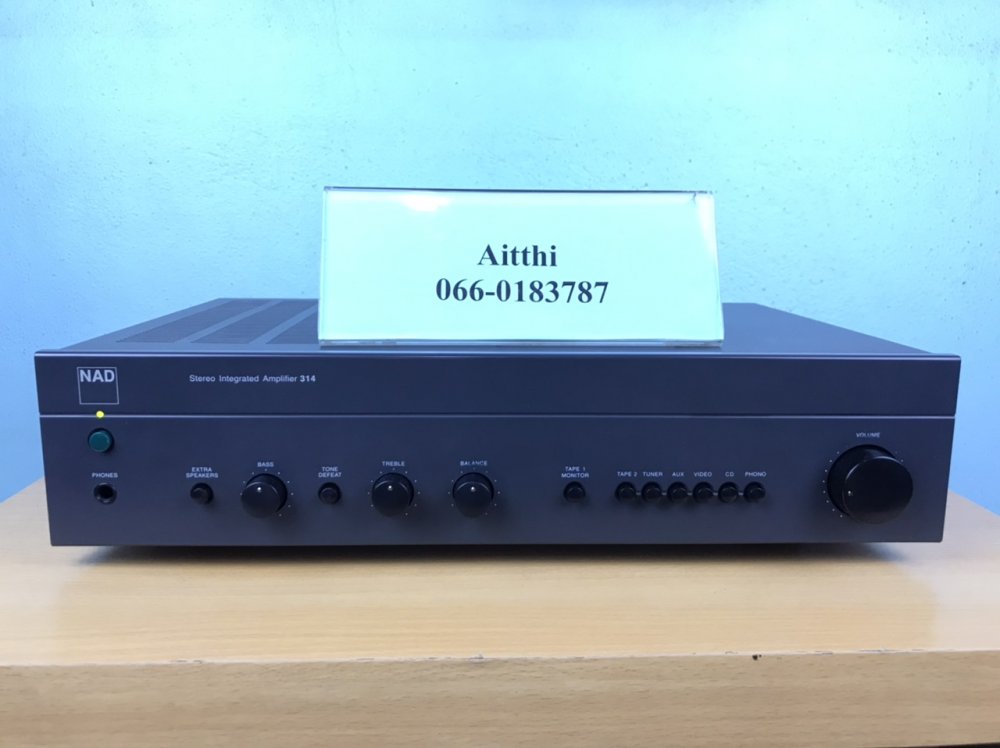 Aitthi
066-0183787
NAD
Stereo Integrated Amplifier 314
PHONES
EXTRA
SPEAKERS
BASS
TONE
DEFEAT
TREBLE
BALANCE
TAPE 1
MONITOR
TAPE 2 TUNER AUX VIDEO CD PHONO
VOLUME